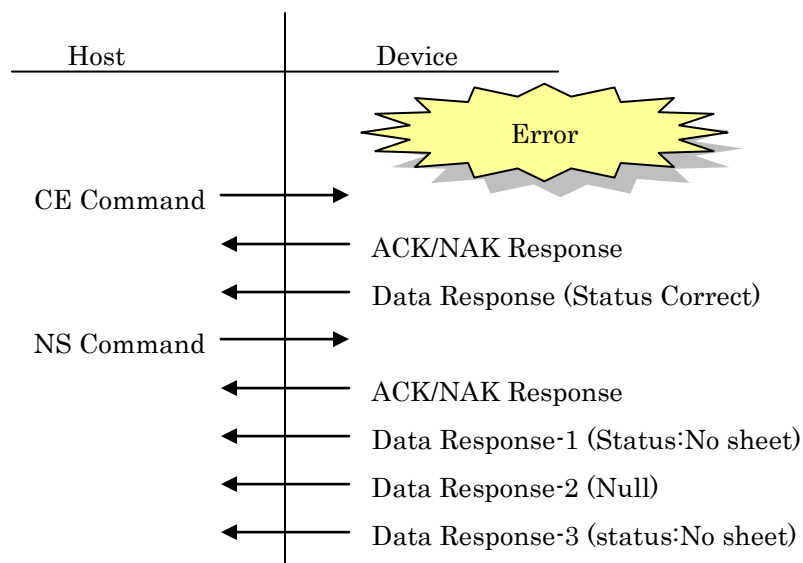 Host Device
Error
CE Command
ACK/NAK Response
Data Response (Status Correct)
NS Command
ACK/NAK Response
Data Response-1 (Status:No sheet)
Data Response-2 (Null)
Data Response-3 (status:No sheet)